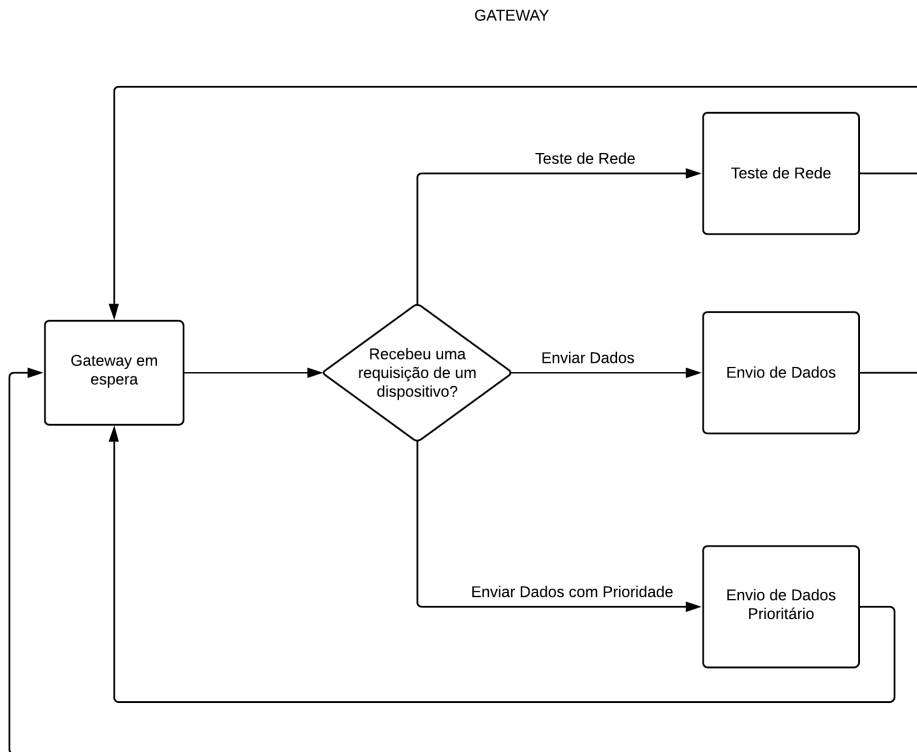 GATEWAY
Teste de Rede
Teste de Rede
Gateway em
espera
Recebeu uma
requisição de um
dispositivo?
Enviar Dados
Envio de Dados
Enviar Dados com Prioridade
Envio de Dados
Prioritário